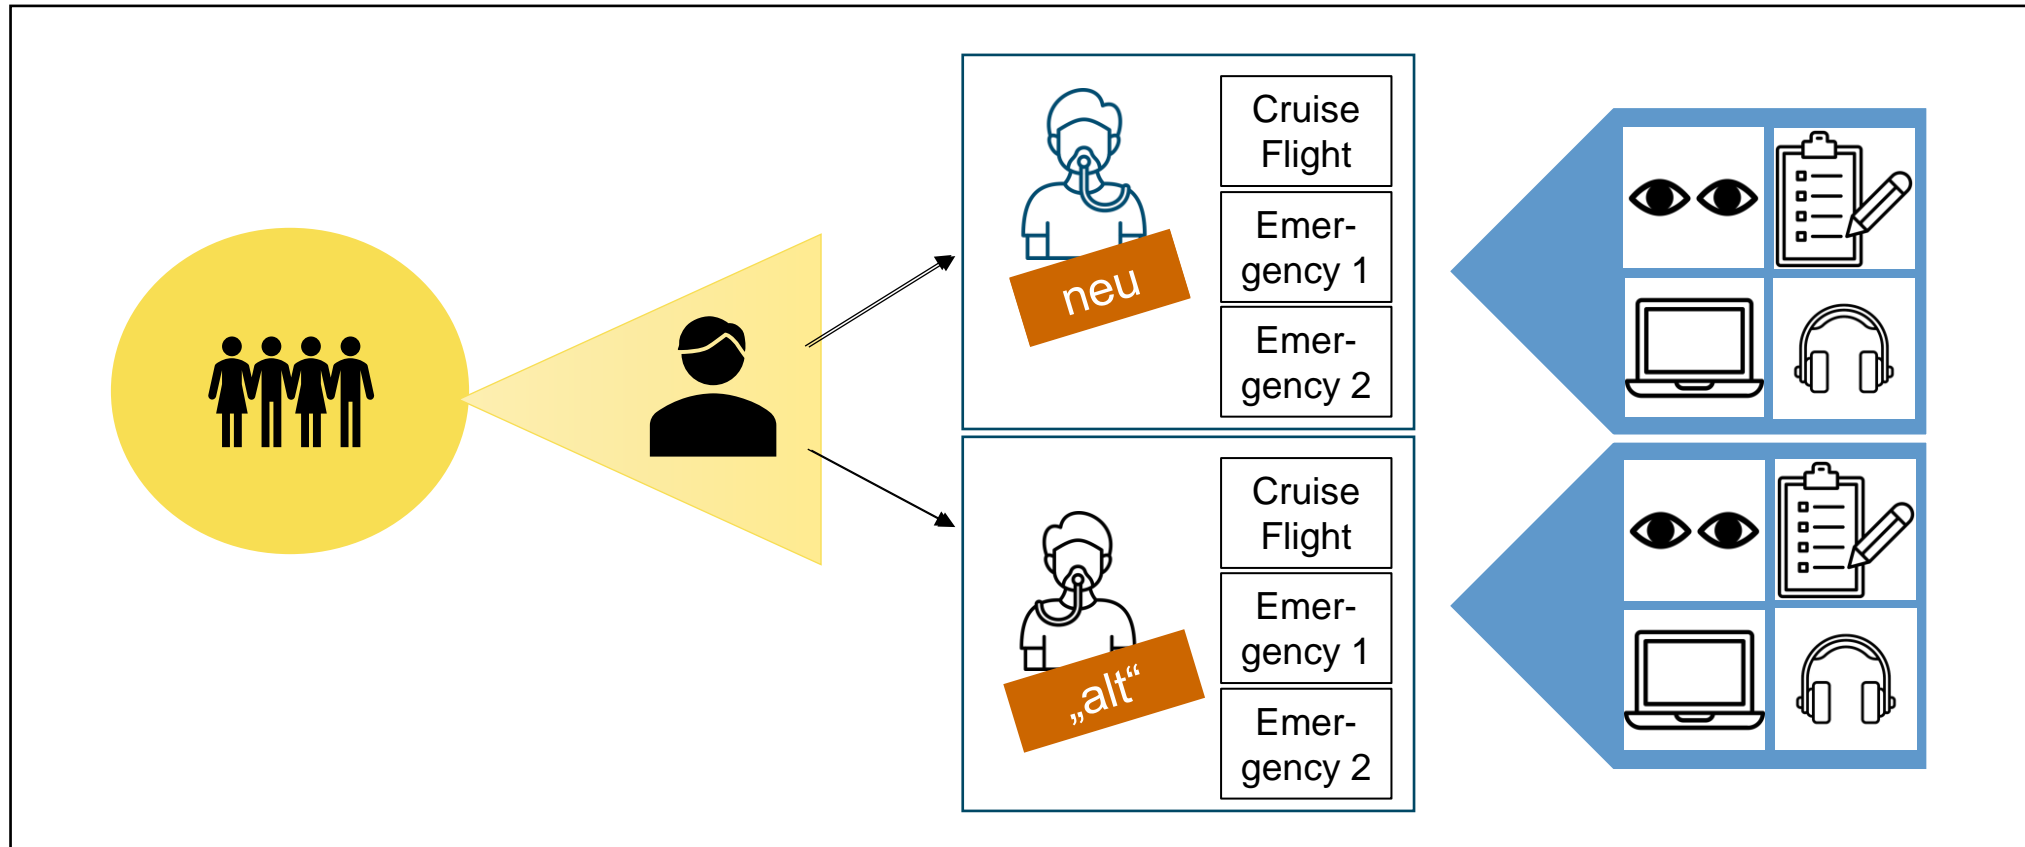 neu
Cruise
Flight
Emer-
gency 1
Emer-
gency 2
„alt“
Cruise
Flight
Emer-
gency 1
Emer-
gency 2